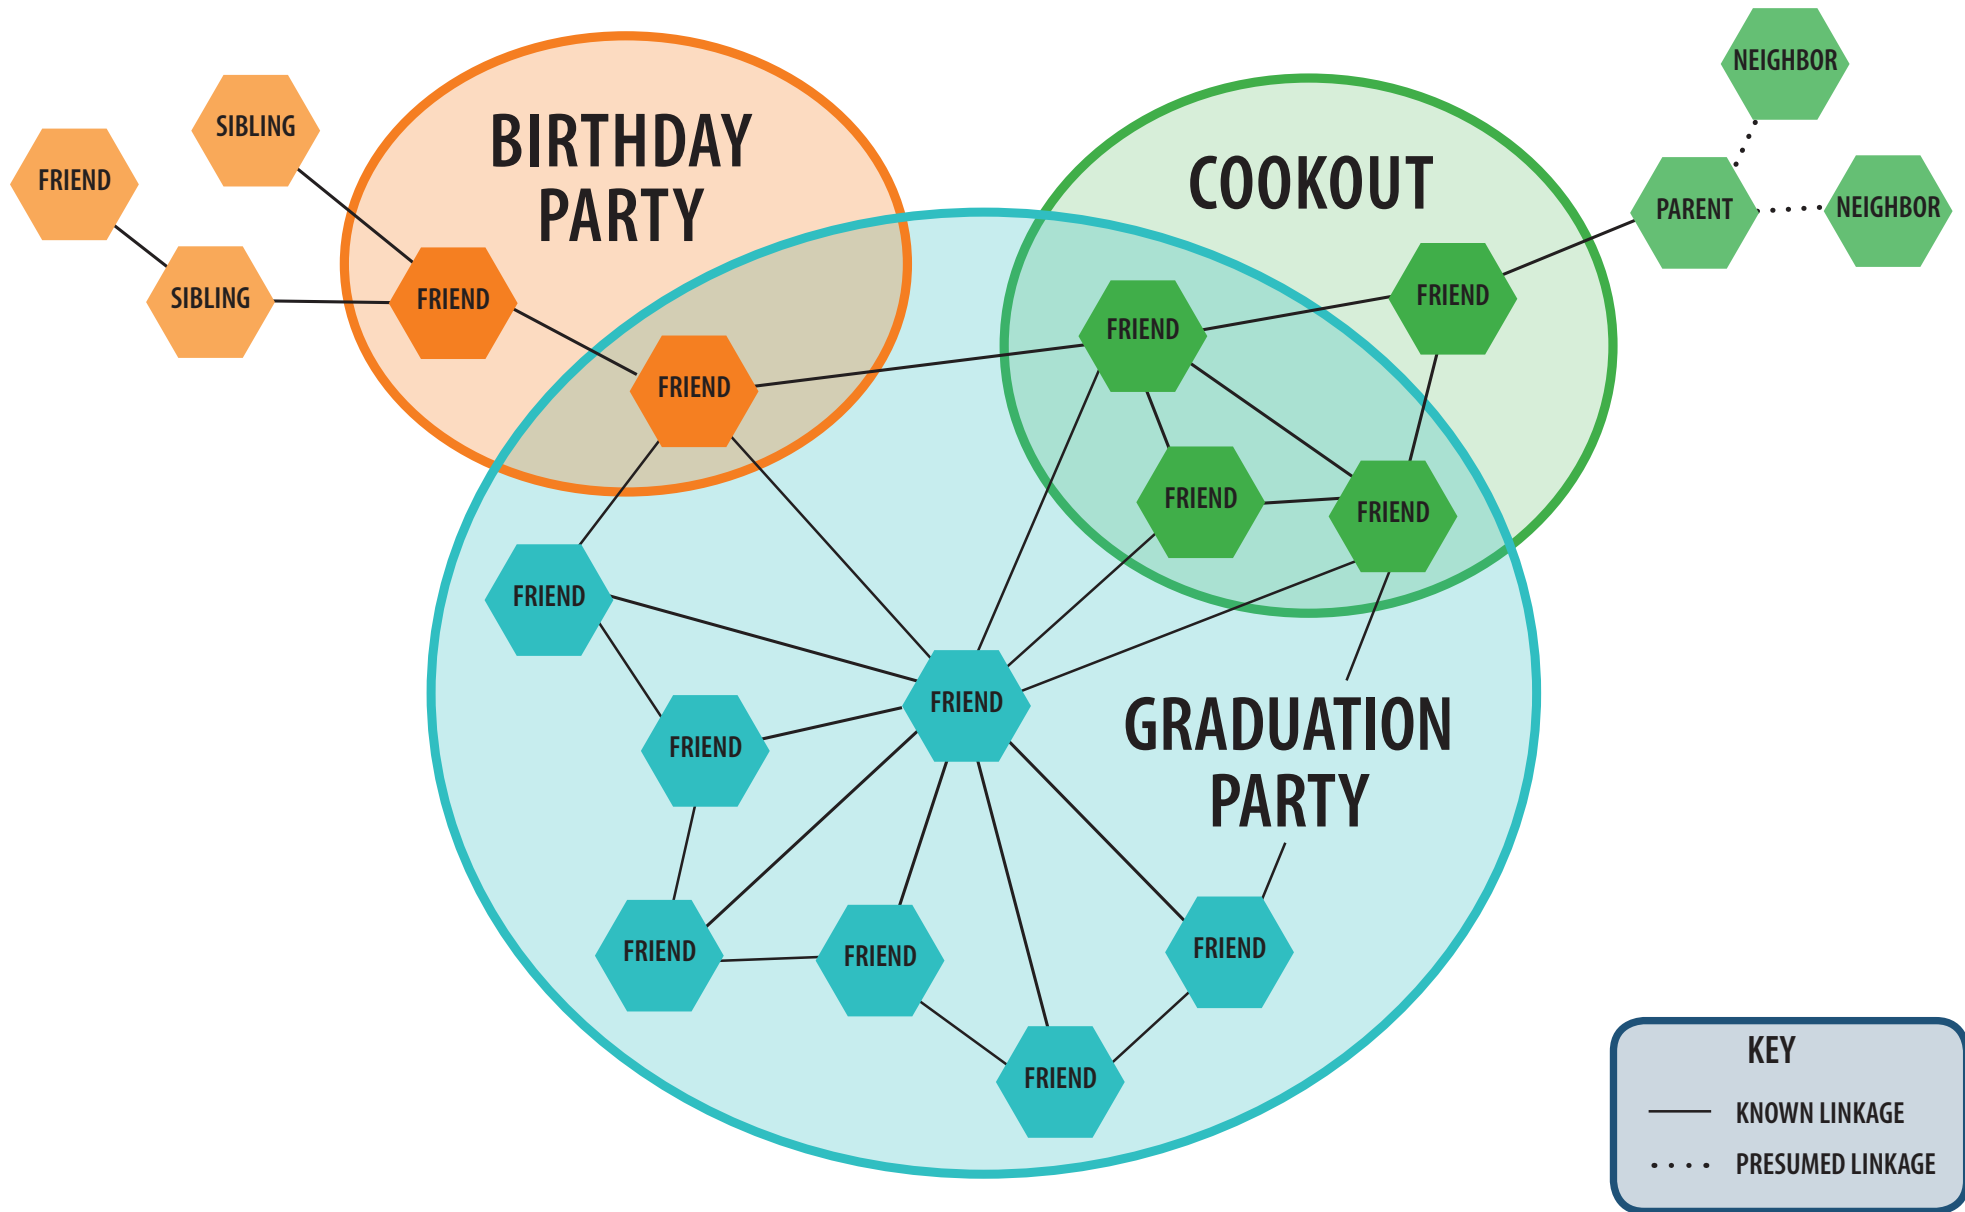 NEIGHBOR
BIRTHDAY
PARTY
SIBLING
COOKOUT
FRIEND
PARENT
NEIGHBOR
SIBLING
FRIEND
FRIEND
FRIEND
FRIEND
FRIEND
FRIEND
FRIEND
FRIEND
FRIEND
GRADUATION
PARTY
FRIEND
FRIEND
FRIEND
FRIEND
FRIEND
KEY
KNOWN LINKAGE
PRESUMED LINKAGE